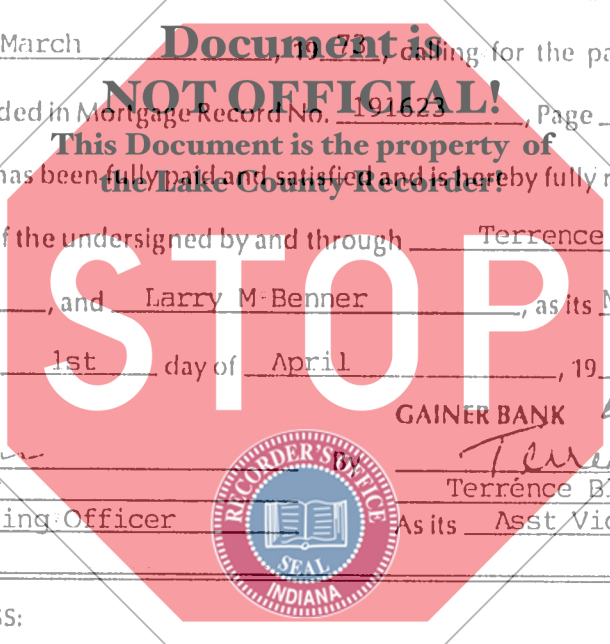 March, 19 73, calling for the pa
Document is
ded in Mortgage Record No. 191623, Page
NOT OFFICIAL!
This Document is the property of
has been fully paid and satisfied and is hereby fully r
the Lake County Recorder!
f the undersigned by and through Terrence
, and Larry M Benner, as its
STOP
1st day of April, 19
GAINER BANK
By
Terrence B
ing Officer As its Asst Vic
RECORDER'S OFFICE
SEAL
INDIANA
SS: